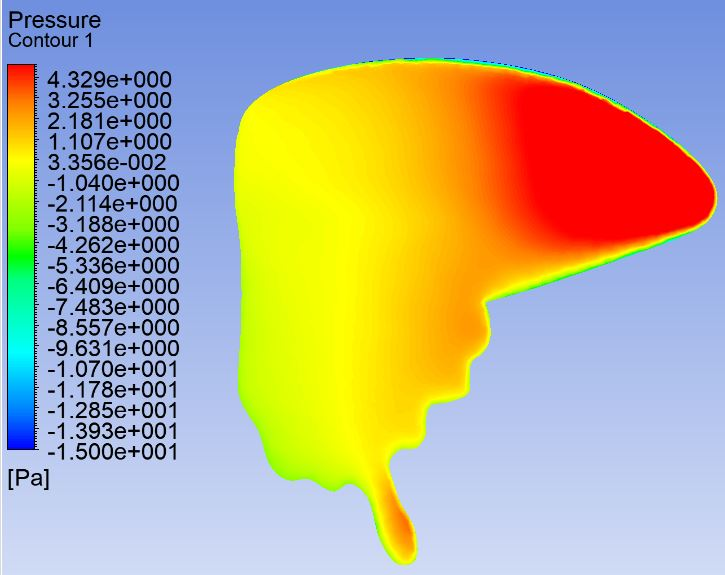 Pressure
Contour 1
4.329e+000
3.255e+000
2.181e+000
1.107e+000
3.356e-002
-1.040e+000
-2.114e+000
-3.188e+000
-4.262e+000
-5.336e+000
-6.409e+000
-7.483e+000
-8.557e+000
-9.631e+000
-1.070e+001
-1.178e+001
-1.285e+001
-1.393e+001
-1.500e+001
[Pa]